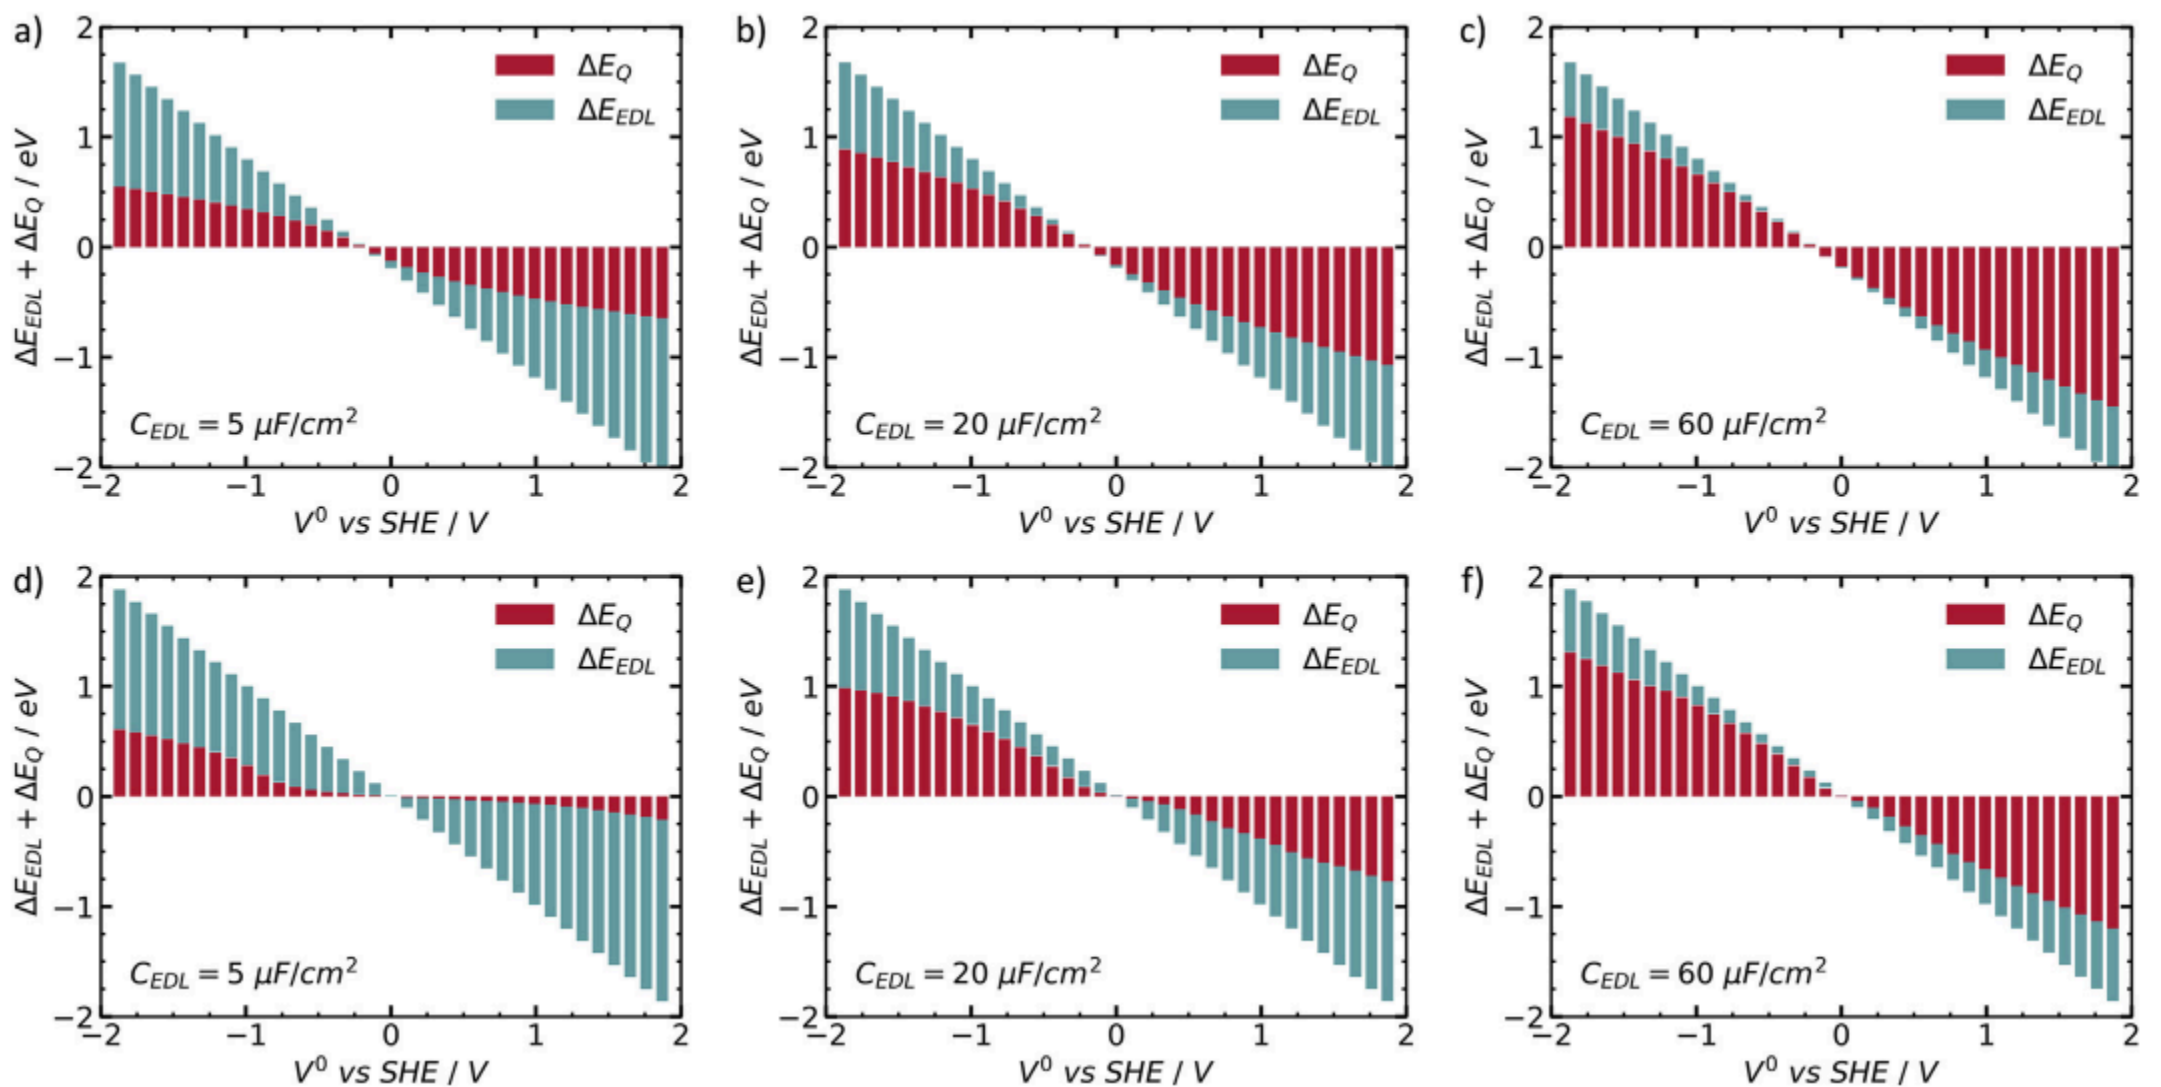 a)
2
1
0
−1
−2
ΔE_EDL + ΔE_Q / eV
ΔE_Q
ΔE_EDL
C_EDL = 5 μF/cm²
−2 −1 0 1 2
V⁰ vs SHE / V
b)
2
1
0
−1
−2
ΔE_EDL + ΔE_Q / eV
ΔE_Q
ΔE_EDL
C_EDL = 20 μF/cm²
−2 −1 0 1 2
V⁰ vs SHE / V
c)
2
1
0
−1
−2
ΔE_EDL + ΔE_Q / eV
ΔE_Q
ΔE_EDL
C_EDL = 60 μF/cm²
−2 −1 0 1 2
V⁰ vs SHE / V
d)
2
1
0
−1
−2
ΔE_EDL + ΔE_Q / eV
ΔE_Q
ΔE_EDL
C_EDL = 5 μF/cm²
−2 −1 0 1 2
V⁰ vs SHE / V
e)
2
1
0
−1
−2
ΔE_EDL + ΔE_Q / eV
ΔE_Q
ΔE_EDL
C_EDL = 20 μF/cm²
−2 −1 0 1 2
V⁰ vs SHE / V
f)
2
1
0
−1
−2
ΔE_EDL + ΔE_Q / eV
ΔE_Q
ΔE_EDL
C_EDL = 60 μF/cm²
−2 −1 0 1 2
V⁰ vs SHE / V